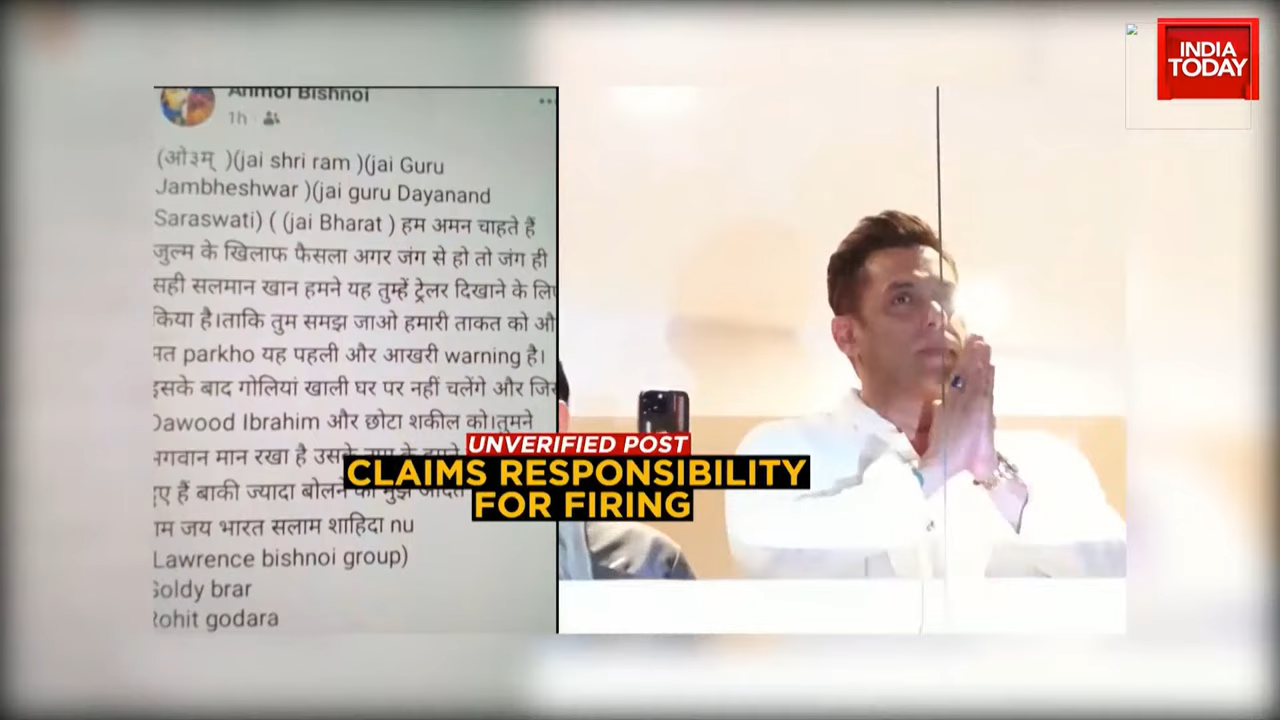 INDIA
TODAY
Anmol Bishnoi
1h
(ओ३म् )(jai shri ram )(jai Guru
Jambheshwar )(jai guru Dayanand
Saraswati) ( (jai Bharat ) हम अमन चाहते हैं
जुल्म के खिलाफ फैसला अगर जंग से हो तो जंग ही
सही सलमान खान हमने यह तुम्हें ट्रेलर दिखाने के
किया है।ताकि तुम समझ जाओ हमारी ताकत को
मत parkho यह पहली और आखरी warning है।
इसके बाद गोलियां खाली घर पर नहीं चलेंगे और
Dawood Ibrahim और छोटा शकील को।तुमने
भगवान मान रखा है
हैं बाकी ज्यादा बोलने
जय भारत सलाम शाहिदा nu
Lawrence bishnoi group)
Goldy brar
Rohit godara
UNVERIFIED POST
CLAIMS RESPONSIBILITY
FOR FIRING